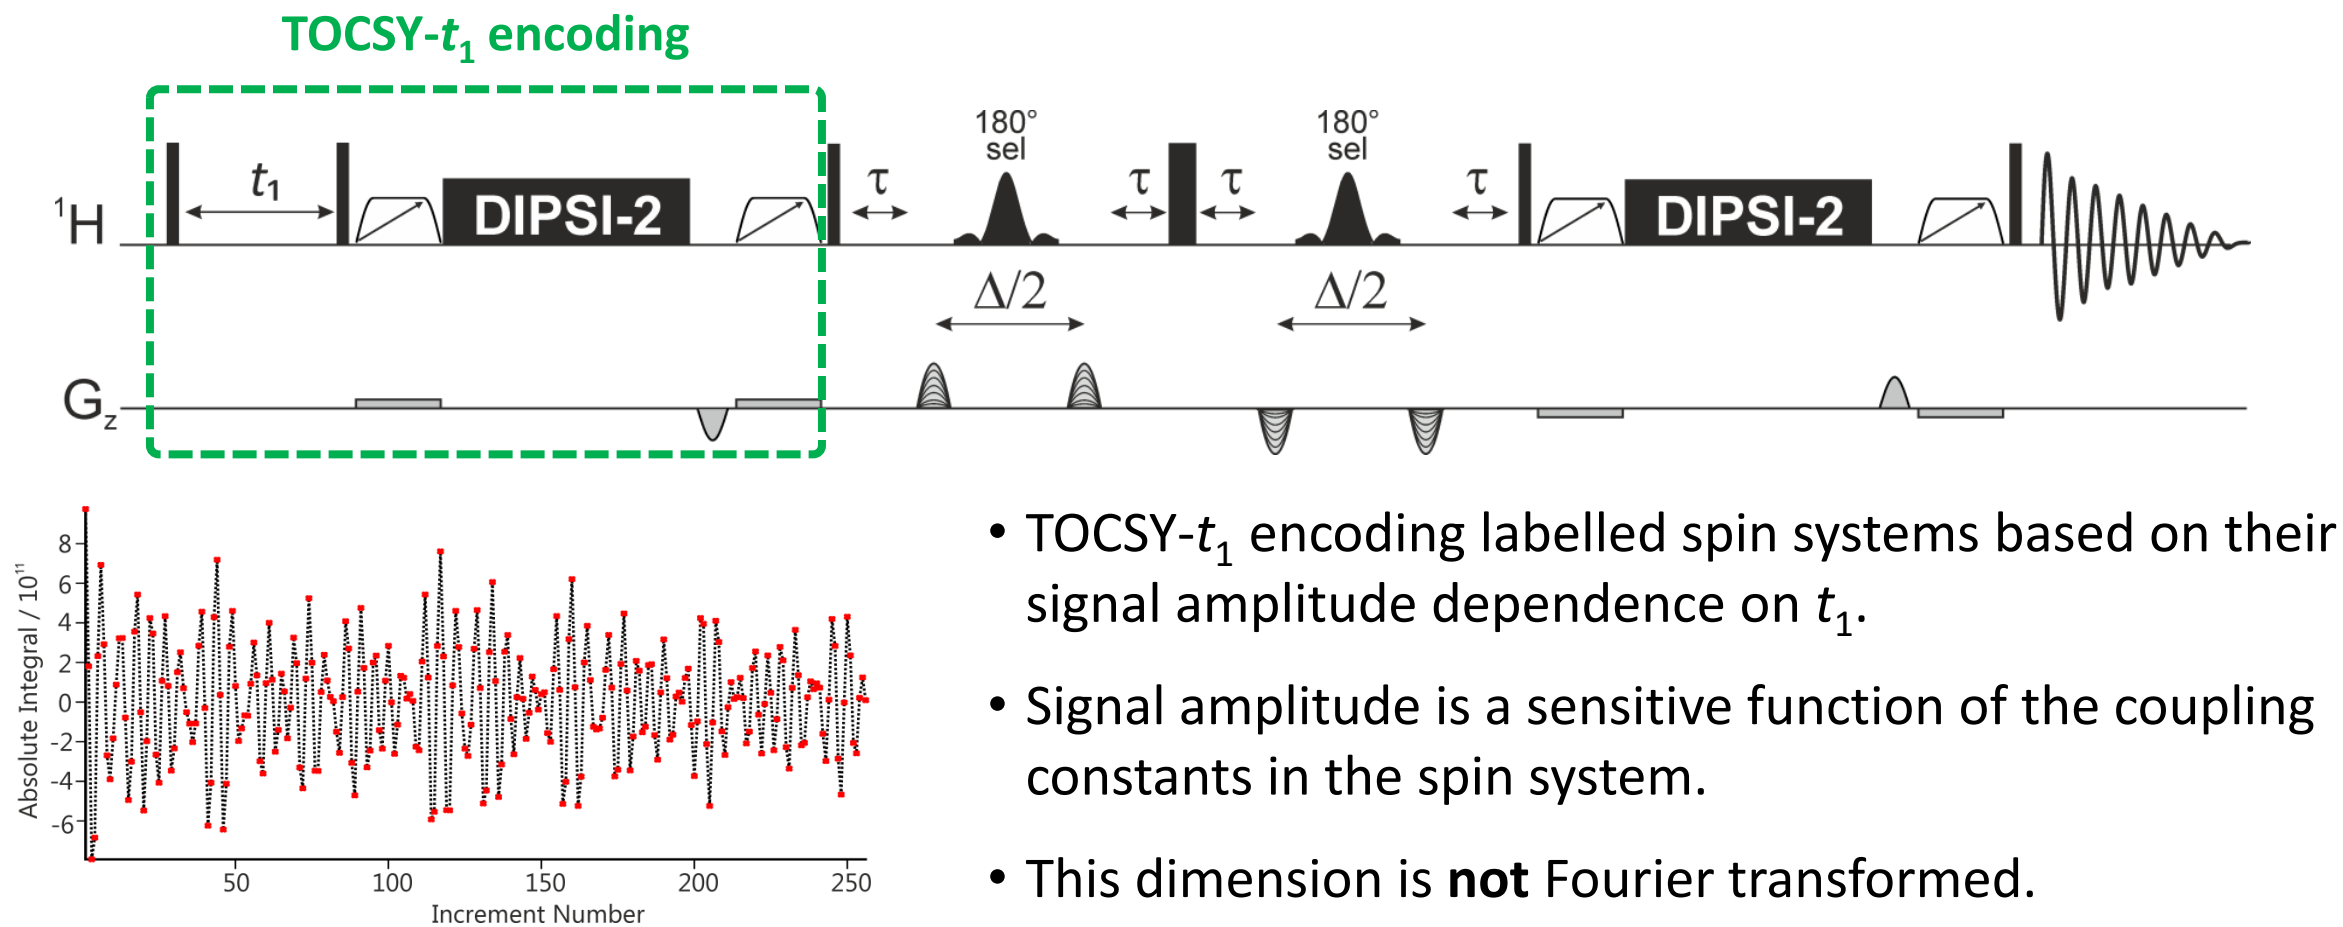 TOCSY-t₁ encoding
180° 180°
sel sel
t₁ τ τ τ τ
¹H DIPSI-2 DIPSI-2
Δ/2 Δ/2
G_z
• TOCSY-t₁ encoding labelled spin systems based on their
signal amplitude dependence on t₁.
• Signal amplitude is a sensitive function of the coupling
constants in the spin system.
• This dimension is not Fourier transformed.
Absolute Integral / 10¹¹
8
6
4
2
0
-2
-4
-6
50 100 150 200 250
Increment Number